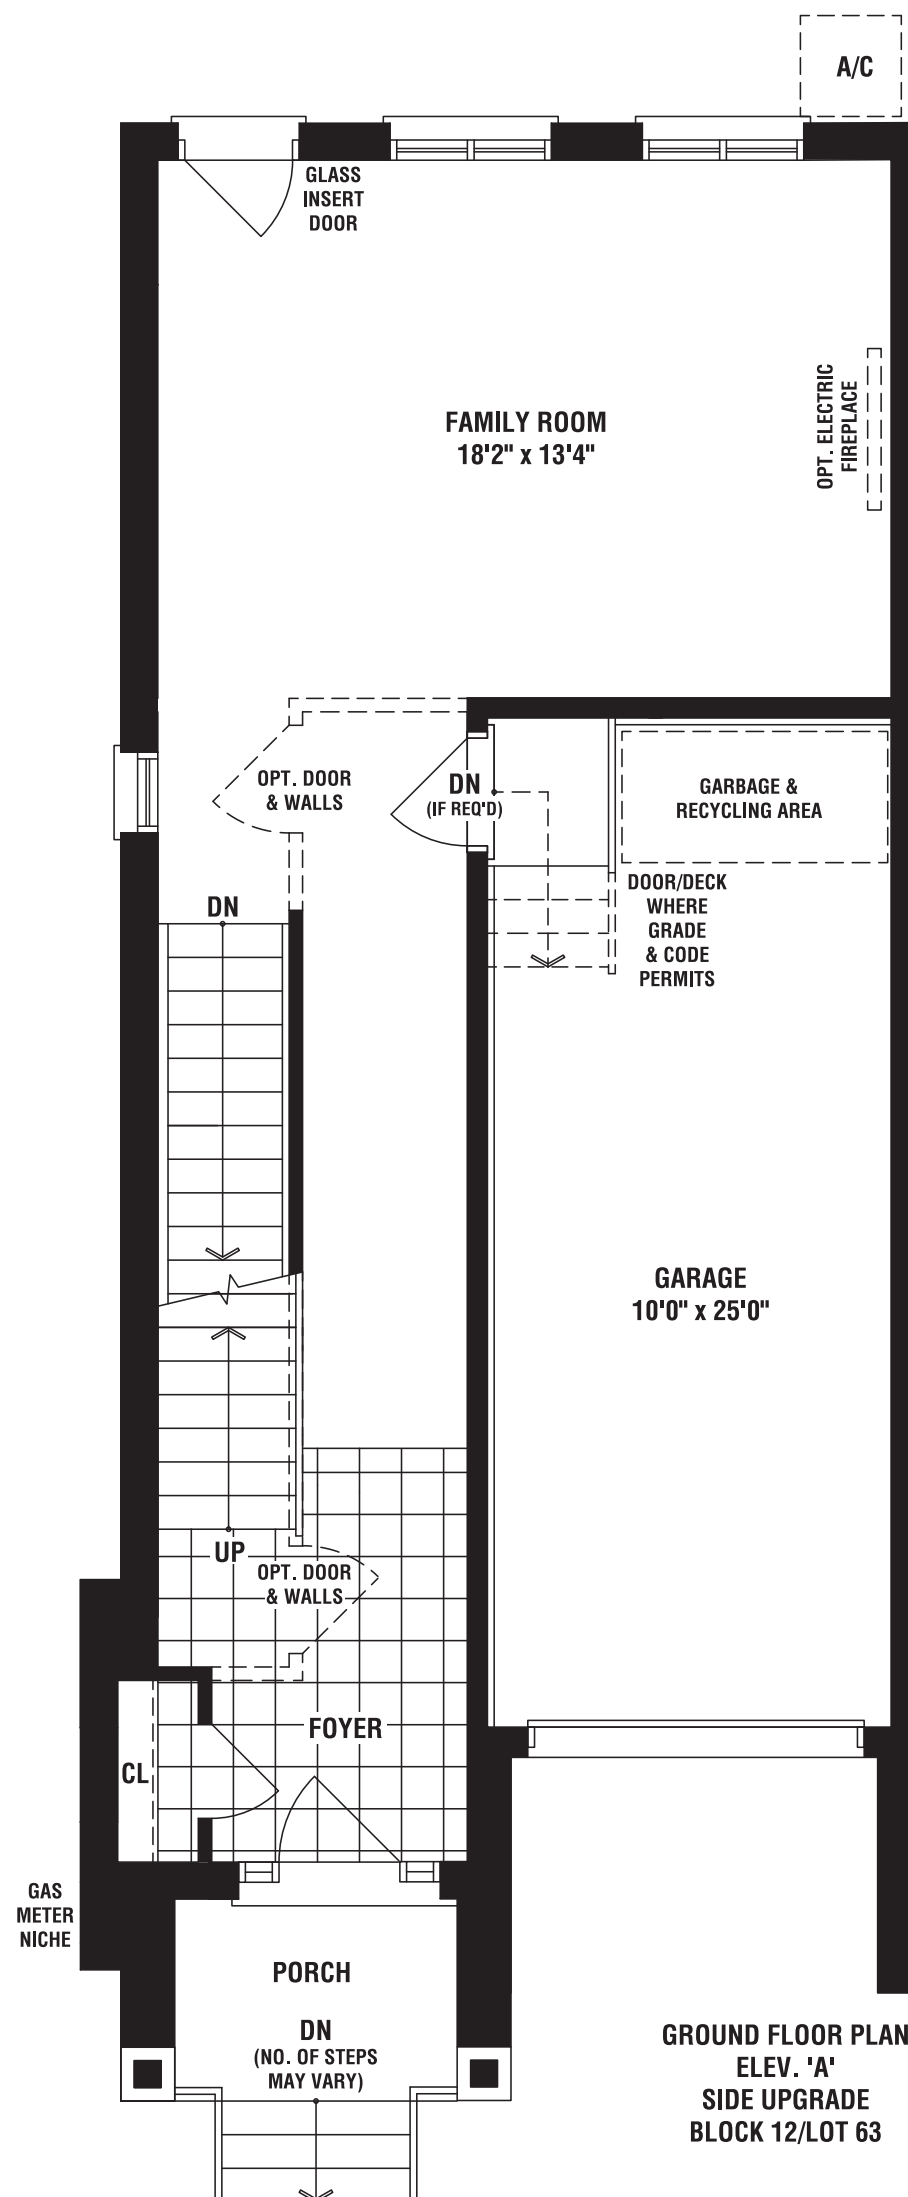 A/C
GLASS
INSERT
DOOR
FAMILY ROOM
18'2" x 13'4"
OPT. ELECTRIC
FIREPLACE
OPT. DOOR
& WALLS
DN
(IF REQ'D)
GARBAGE &
RECYCLING AREA
DOOR/DECK
WHERE
GRADE
& CODE
PERMITS
DN
GARAGE
10'0" x 25'0"
UP
OPT. DOOR
& WALLS
FOYER
CL
GAS
METER
NICHE
PORCH
DN
(NO. OF STEPS
MAY VARY)
GROUND FLOOR PLAN
ELEV. 'A'
SIDE UPGRADE
BLOCK 12/LOT 63